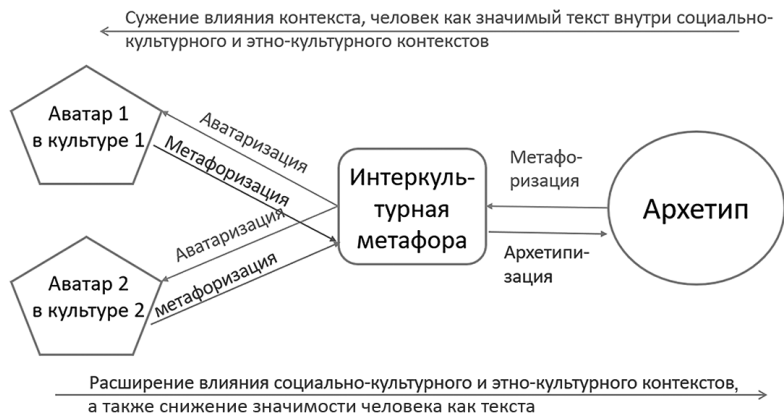 Сужение влияния контекста, человек как значимый текст внутри социально-
культурного и этно-культурного контекстов
Аватар 1
в культуре 1
Аватаризация
Метафоризация
Аватаризация
метафоризация
Аватар 2
в культуре 2
Интеркуль-
турная
метафора
Метафо-
ризация
Архетипи-
зация
Архетип
Расширение влияния социально-культурного и этно-культурного контекстов,
а также снижение значимости человека как текста